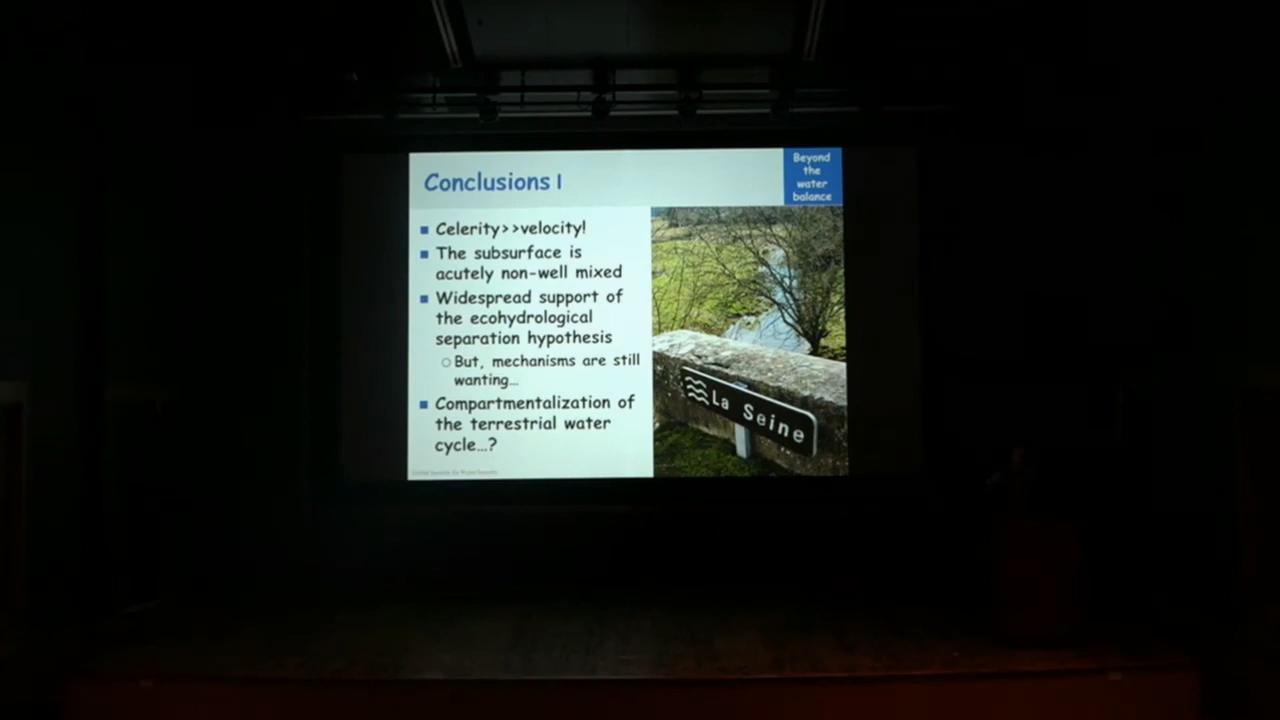 Conclusions I
Beyond
the
water
balance
Celerity>>velocity!
The subsurface is
acutely non-well mixed
Widespread support of
the ecohydrological
separation hypothesis
But, mechanisms are still
wanting…
Compartmentalization of
the terrestrial water
cycle…?
La Seine